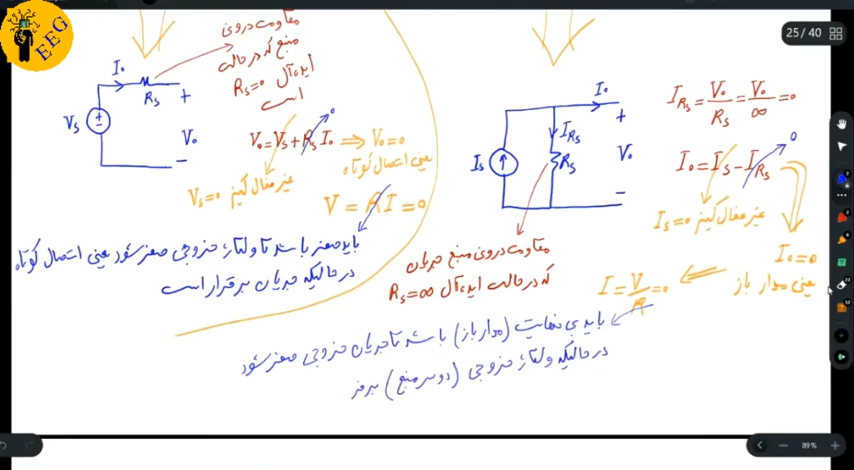 EEG
25 / 40
مقاومت درونی
منبع که در حالت
ایده‌آل Rs=0
است
I₀
Rs
+
Vs
V₀
−
V₀=Vs+RsI₀ ⟹ V₀=0
0
یعنی اتصال کوتاه
Vs=0 غیرفعال کنیم
V = RI = 0
باید صفر باشد تا ولتاژ خروجی صفر شود یعنی اتصال کوتاه
در حالیکه جریان برقرار است
I₀
+
IRs
Is
Rs
V₀
−
IRs = V₀/Rs = V₀/∞ = 0
I₀ = Is − IRs
0
Is=0 غیرفعال کنیم
I₀=0
یعنی مدار باز
I = V/R = 0
مقاومت درونی منبع جریان
که در حالت ایده‌آل Rs=∞ است
باید بی نهایت (مدار باز) باشد تا جریان خروجی صفر شود
در حالیکه ولتاژ خروجی (دو سر منبع)
89%